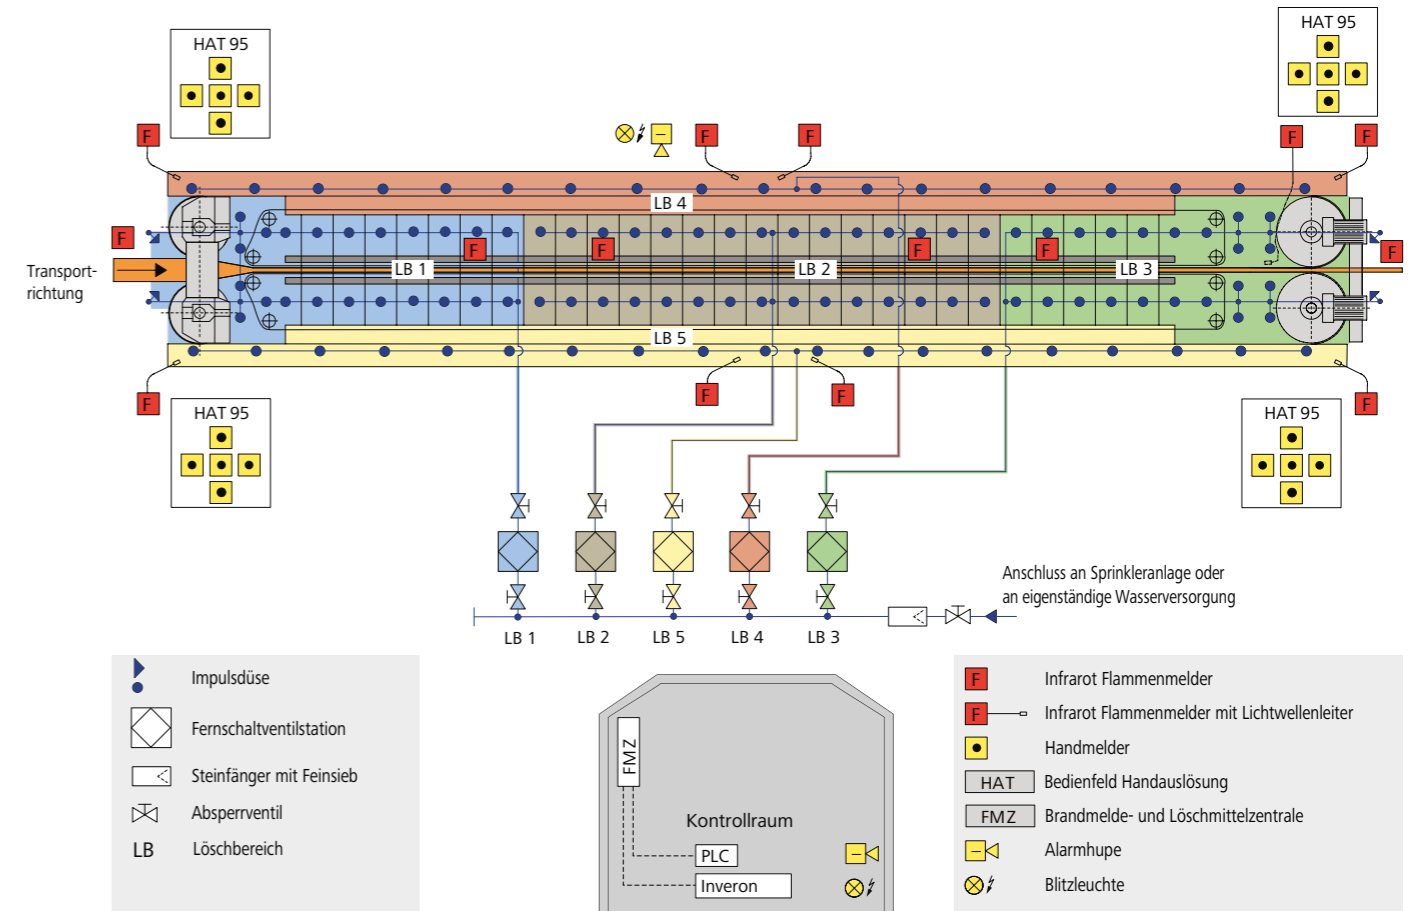 HAT 95
HAT 95
F
F
F
F
F
LB 4
F
F
F
F
F
F
Transport-
richtung
LB 1
LB 2
LB 3
LB 5
F
F
F
F
HAT 95
HAT 95
Anschluss an Sprinkleranlage oder
an eigenständige Wasserversorgung
LB 1
LB 2
LB 5
LB 4
LB 3
Impulsdüse
Fernschaltventilstation
Steinfänger mit Feinsieb
Absperrventil
LB Löschbereich
FMZ
Kontrollraum
PLC
Inveron
F Infrarot Flammenmelder
F Infrarot Flammenmelder mit Lichtwellenleiter
Handmelder
HAT Bedienfeld Handauslösung
FMZ Brandmelde- und Löschmittelzentrale
Alarmhupe
Blitzleuchte